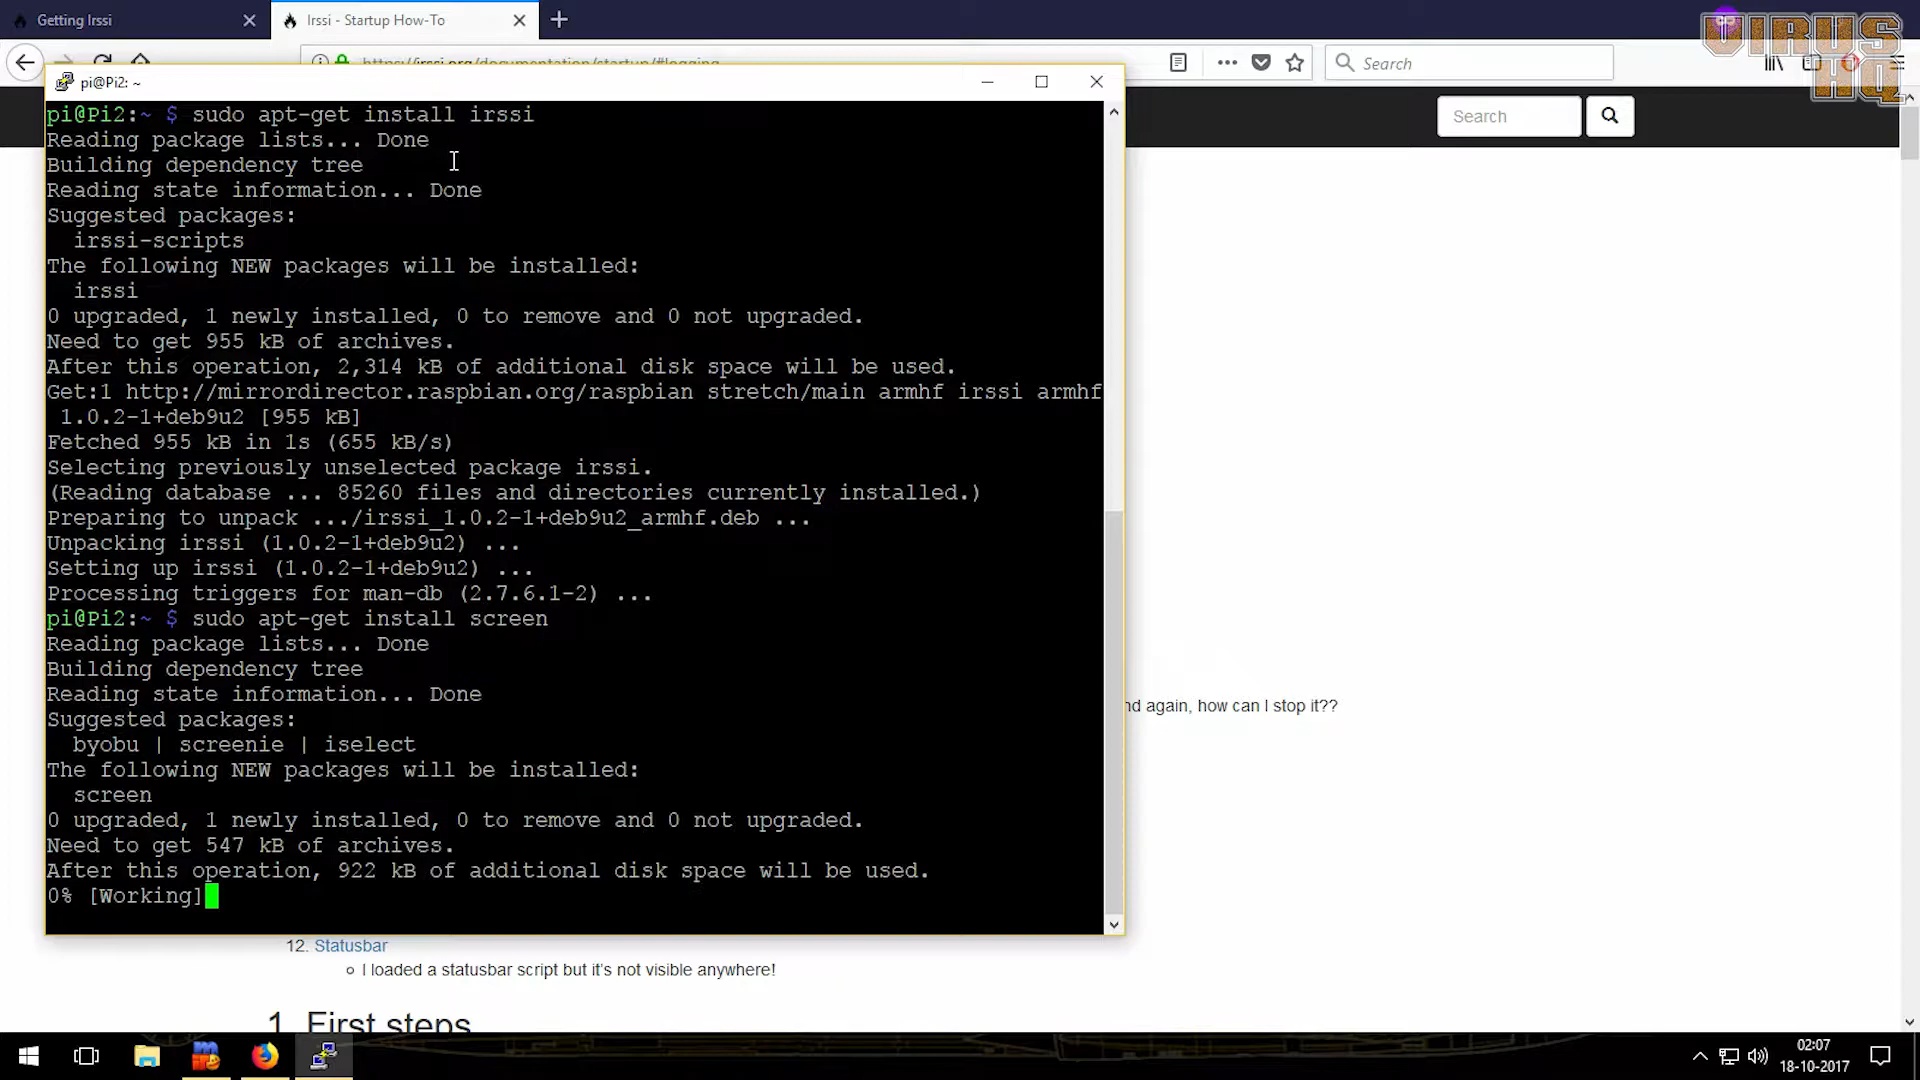 Getting Irssi
Irssi - Startup How-To
VIRUS
HQ
https://irssi.org/documentation/startup/#logging
Search
Search
pi@Pi2: ~
pi@Pi2:~ $ sudo apt-get install irssi
Reading package lists... Done
Building dependency tree
Reading state information... Done
Suggested packages:
irssi-scripts
The following NEW packages will be installed:
irssi
0 upgraded, 1 newly installed, 0 to remove and 0 not upgraded.
Need to get 955 kB of archives.
After this operation, 2,314 kB of additional disk space will be used.
Get:1 http://mirrordirector.raspbian.org/raspbian stretch/main armhf irssi armhf
1.0.2-1+deb9u2 [955 kB]
Fetched 955 kB in 1s (655 kB/s)
Selecting previously unselected package irssi.
(Reading database ... 85260 files and directories currently installed.)
Preparing to unpack .../irssi_1.0.2-1+deb9u2_armhf.deb ...
Unpacking irssi (1.0.2-1+deb9u2) ...
Setting up irssi (1.0.2-1+deb9u2) ...
Processing triggers for man-db (2.7.6.1-2) ...
pi@Pi2:~ $ sudo apt-get install screen
Reading package lists... Done
Building dependency tree
Reading state information... Done
Suggested packages:
byobu | screenie | iselect
The following NEW packages will be installed:
screen
0 upgraded, 1 newly installed, 0 to remove and 0 not upgraded.
Need to get 547 kB of archives.
After this operation, 922 kB of additional disk space will be used.
0% [Working]
nd again, how can I stop it??
12. Statusbar
I loaded a statusbar script but it's not visible anywhere!
1. First steps
02:07
18-10-2017